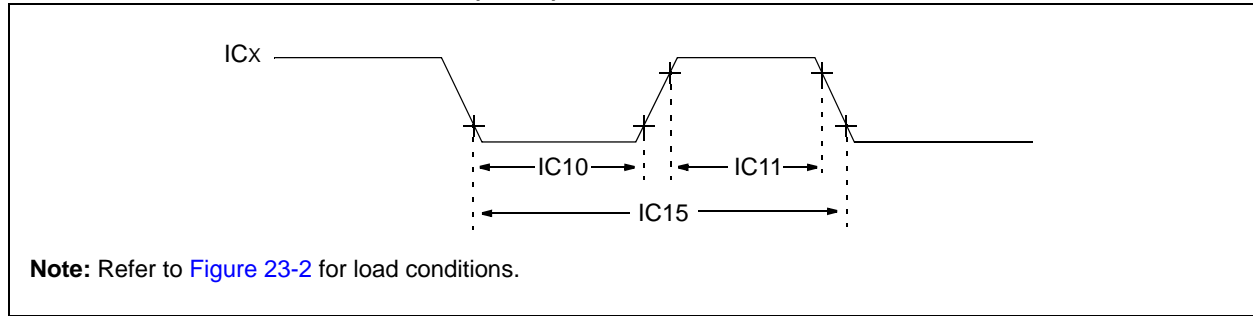 ICx
IC10
IC11
IC15
Note: Refer to Figure 23-2 for load conditions.